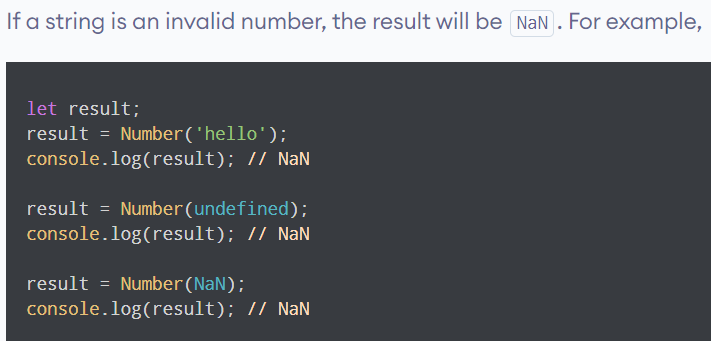 If a string is an invalid number, the result will be NaN . For example,
let result;
result = Number('hello');
console.log(result); // NaN
result = Number(undefined);
console.log(result); // NaN
result = Number(NaN);
console.log(result); // NaN